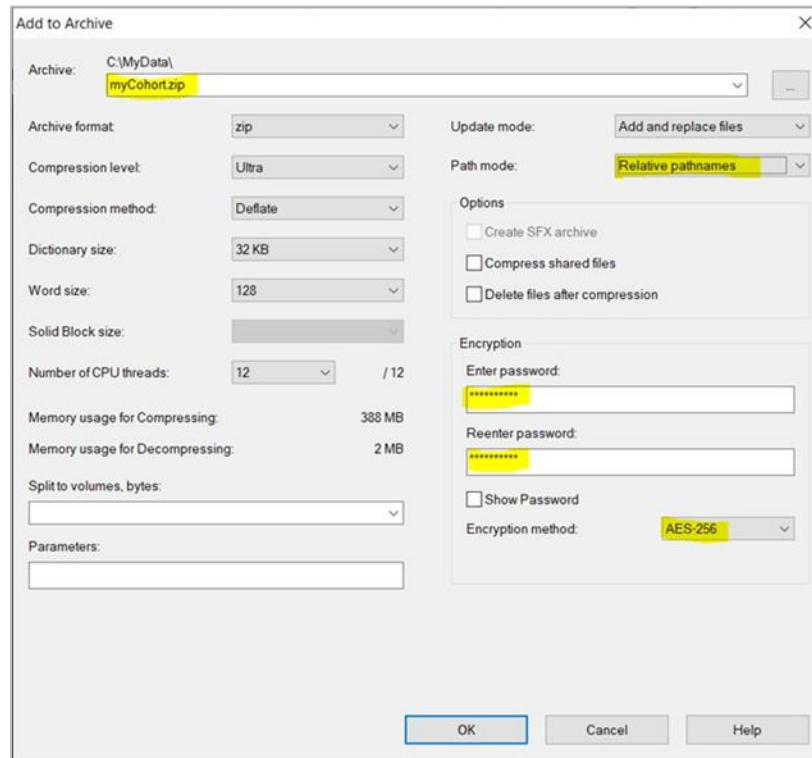 Add to Archive
C:\MyData\
Archive:
myCohort.zip
...
Archive format:
zip
Compression level:
Ultra
Compression method:
Deflate
Dictionary size:
32 KB
Word size:
128
Solid Block size:
Number of CPU threads:
12
/ 12
Memory usage for Compressing:
388 MB
Memory usage for Decompressing:
2 MB
Split to volumes, bytes:
Parameters:
Update mode:
Add and replace files
Path mode:
Relative pathnames
Options
Create SFX archive
Compress shared files
Delete files after compression
Encryption
Enter password:
**********
Reenter password:
**********
Show Password
Encryption method:
AES-256
OK
Cancel
Help